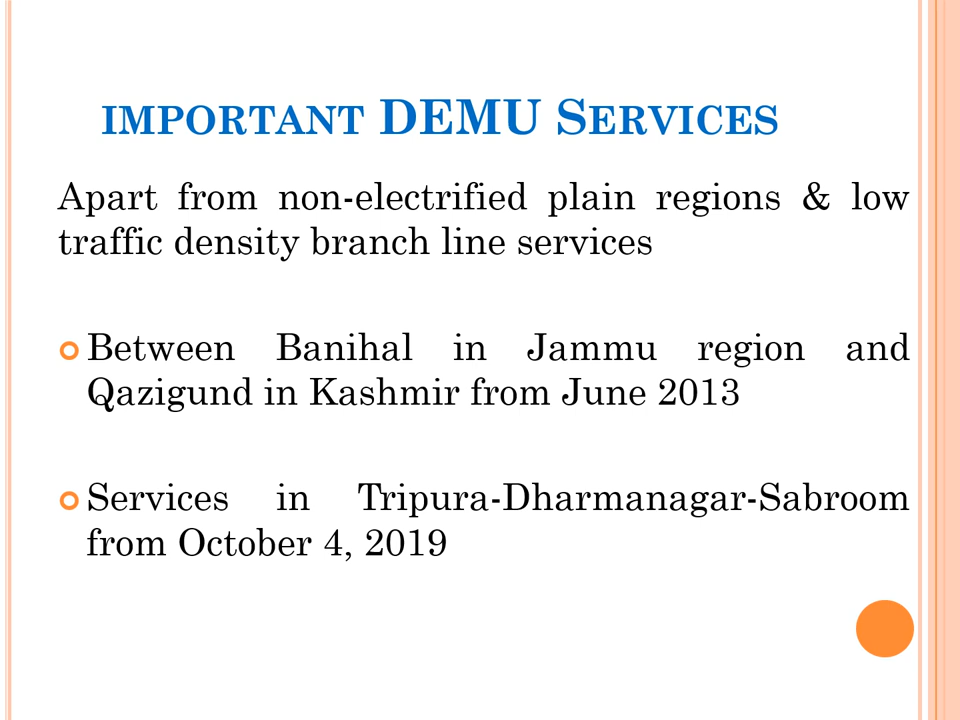 IMPORTANT DEMU SERVICES
Apart from non-electrified plain regions & low
traffic density branch line services
Between Banihal in Jammu region and
Qazigund in Kashmir from June 2013
Services in Tripura-Dharmanagar-Sabroom
from October 4, 2019